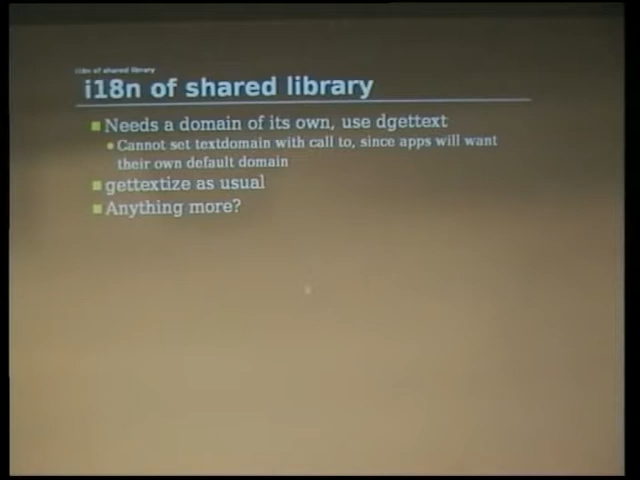 i18n of shared library
i18n of shared library
Needs a domain of its own, use dgettext
Cannot set textdomain with call to, since apps will want
their own default domain
gettextize as usual
Anything more?